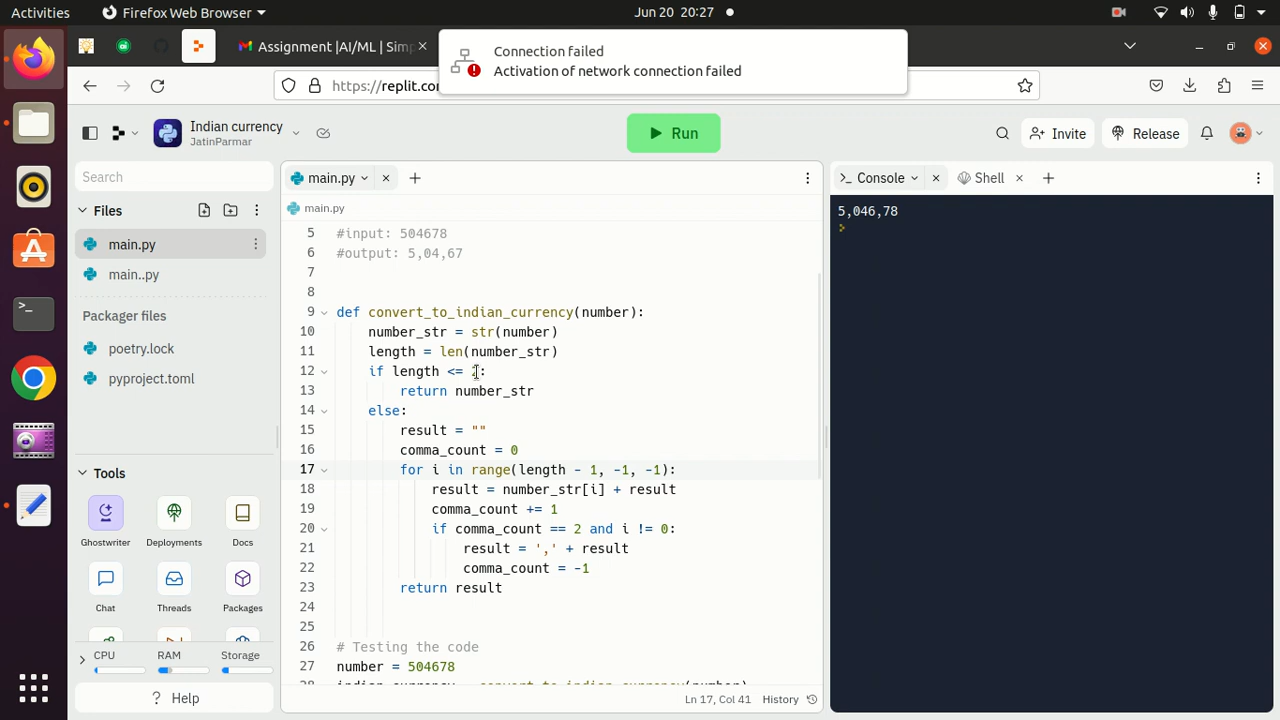 Activities
Firefox Web Browser
Jun 20 20:27
Assignment |AI/ML | Simp
Connection failed
Activation of network connection failed
https://replit.co
Indian currency
JatinParmar
Run
Invite
Release
Search
Files
main.py
main..py
Packager files
poetry.lock
pyproject.toml
Tools
Ghostwriter
Deployments
Docs
Chat
Threads
Packages
CPU
RAM
Storage
Help
main.py
main.py
5 #input: 504678
6 #output: 5,04,67
7
8
9 def convert_to_indian_currency(number):
10 number_str = str(number)
11 length = len(number_str)
12 if length <= :
13 return number_str
14 else:
15 result = ""
16 comma_count = 0
17 for i in range(length - 1, -1, -1):
18 result = number_str[i] + result
19 comma_count += 1
20 if comma_count == 2 and i != 0:
21 result = ',' + result
22 comma_count = -1
23 return result
24
25
26 # Testing the code
27 number = 504678
Ln 17, Col 41
History
Console
Shell
5,046,78